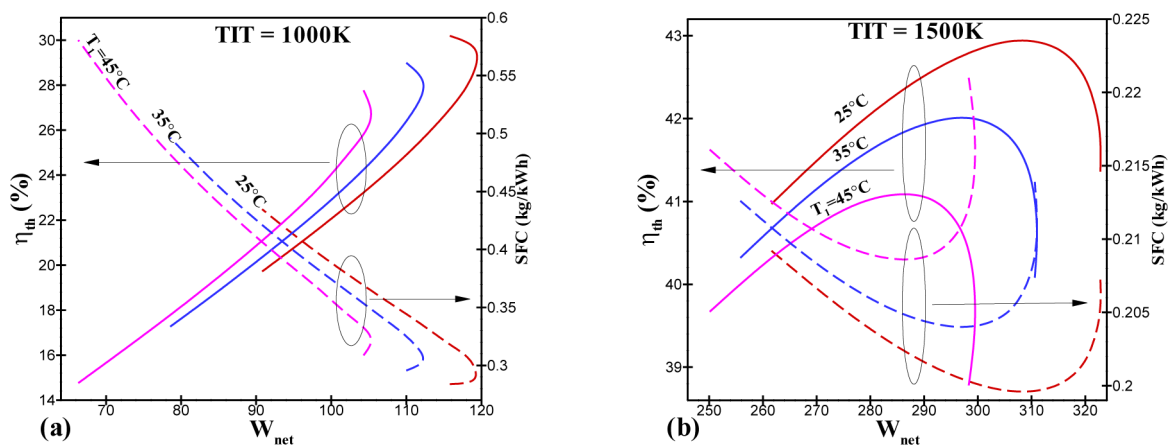 TIT = 1000K
30
28
26
24
22
20
18
16
14
η_th (%)
T_1=45°C
35°C
25°C
70
80
90
100
110
120
W_net
0.6
0.55
0.5
0.45
0.4
0.35
0.3
SFC (kg/kWh)
(a)
TIT = 1500K
43
42
41
40
39
η_th (%)
25°C
35°C
T_1=45°C
250
260
270
280
290
300
310
320
W_net
0.225
0.22
0.215
0.21
0.205
0.2
SFC (kg/kWh)
(b)